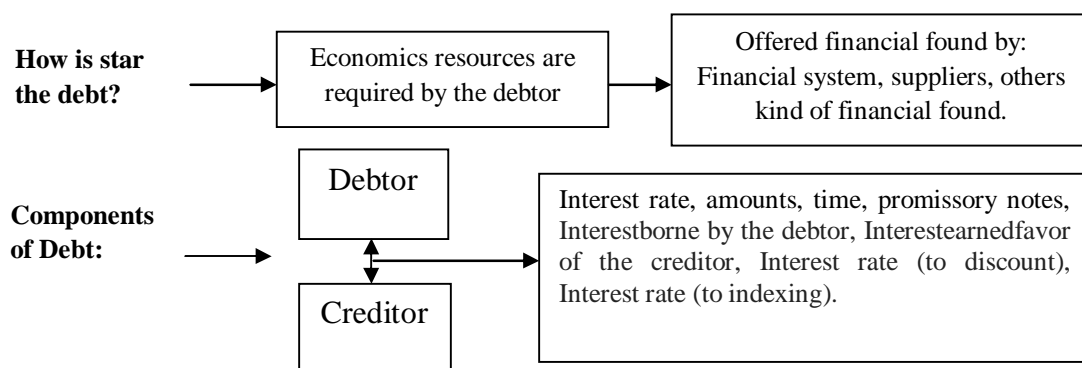 How is star
the debt?
Economics resources are
required by the debtor
Offered financial found by:
Financial system, suppliers, others
kind of financial found.
Components
of Debt:
Debtor
Creditor
Interest rate, amounts, time, promissory notes,
Interestborne by the debtor, Interestearnedfavor
of the creditor, Interest rate (to discount),
Interest rate (to indexing).